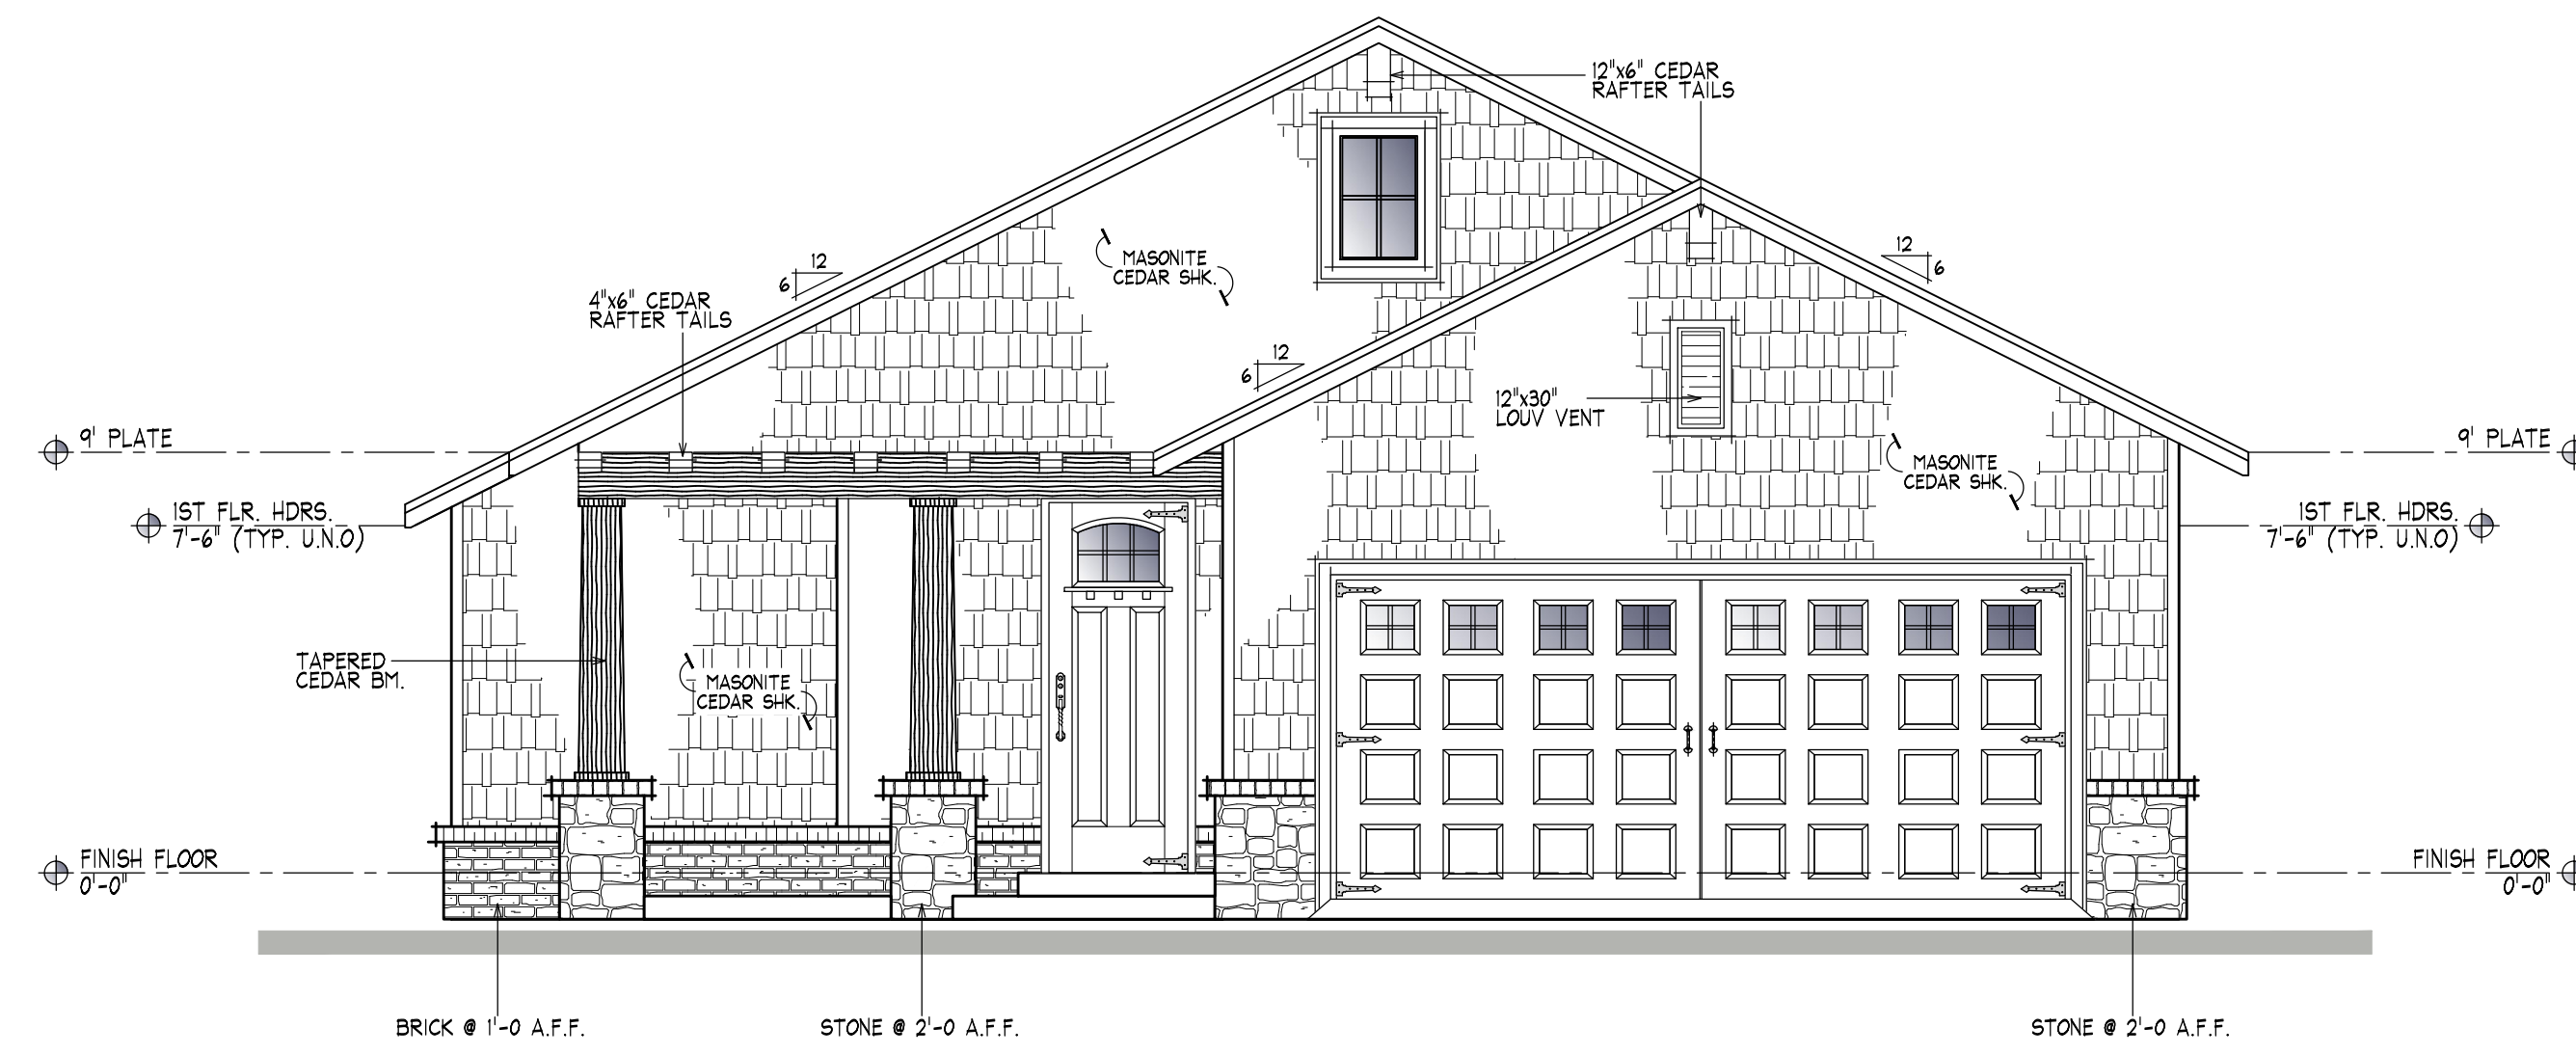 12"x6" CEDAR
RAFTER TAILS
12
6
12
6
MASONITE
CEDAR SHK.
4"x6" CEDAR
RAFTER TAILS
12
6
12"x30"
LOUV VENT
9' PLATE
9' PLATE
MASONITE
CEDAR SHK.
1ST FLR. HDRS.
7'-6" (TYP. U.N.O)
1ST FLR. HDRS.
7'-6" (TYP. U.N.O)
TAPERED
CEDAR BM.
MASONITE
CEDAR SHK.
FINISH FLOOR
0'-0"
FINISH FLOOR
0'-0"
BRICK @ 1'-0 A.F.F.
STONE @ 2'-0 A.F.F.
STONE @ 2'-0 A.F.F.